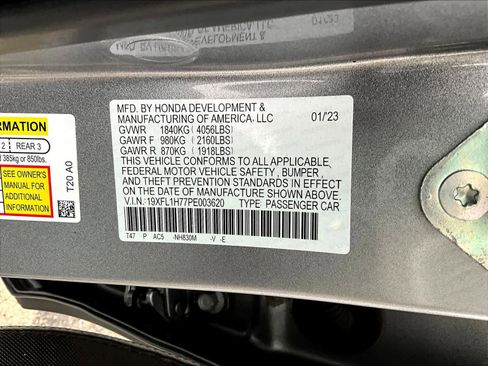 01/'23
MFD. BY HONDA DEVELOPMENT &
MANUFACTURING OF AMERICA, LLC 01/'23
GVWR 1840KG (4056LBS)
GAWR F 980KG (2160LBS)
GAWR R 870KG (1918LBS)
THIS VEHICLE CONFORMS TO ALL APPLICABLE,
FEDERAL MOTOR VEHICLE SAFETY, BUMPER,
AND THEFT PREVENTION STANDARDS IN EFFECT
ON THE DATE OF MANUFACTURE SHOWN ABOVE.
V.I.N.: 19XFL1H77PE003620 TYPE: PASSENGER CAR
T47 P AC5 -NH830M -V -E
2 REAR 3
385kg or 850lbs.
SEE OWNER'S
MANUAL FOR
ADDITIONAL
INFORMATION
T20 A0